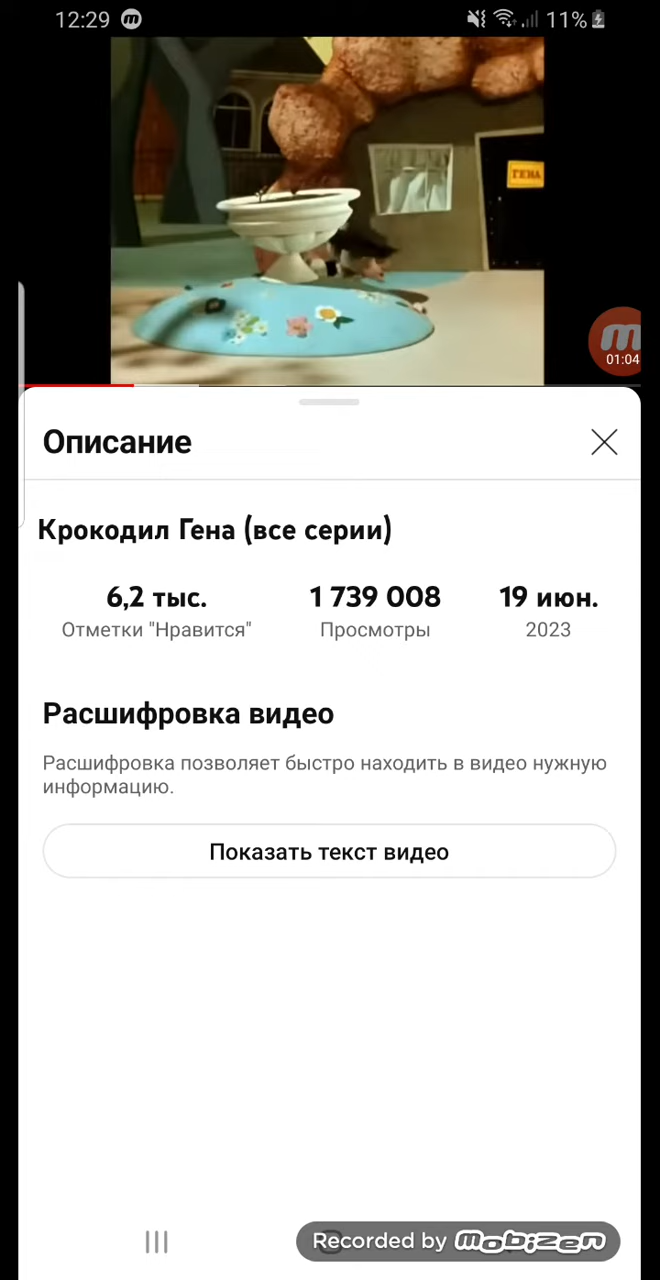 12:29 m 11%
ГЕНА
m
01:04
Описание
Крокодил Гена (все серии)
6,2 тыс. 1 739 008 19 июн.
Отметки "Нравится" Просмотры 2023
Расшифровка видео
Расшифровка позволяет быстро находить в видео нужную
информацию.
Показать текст видео
Recorded by mobizen